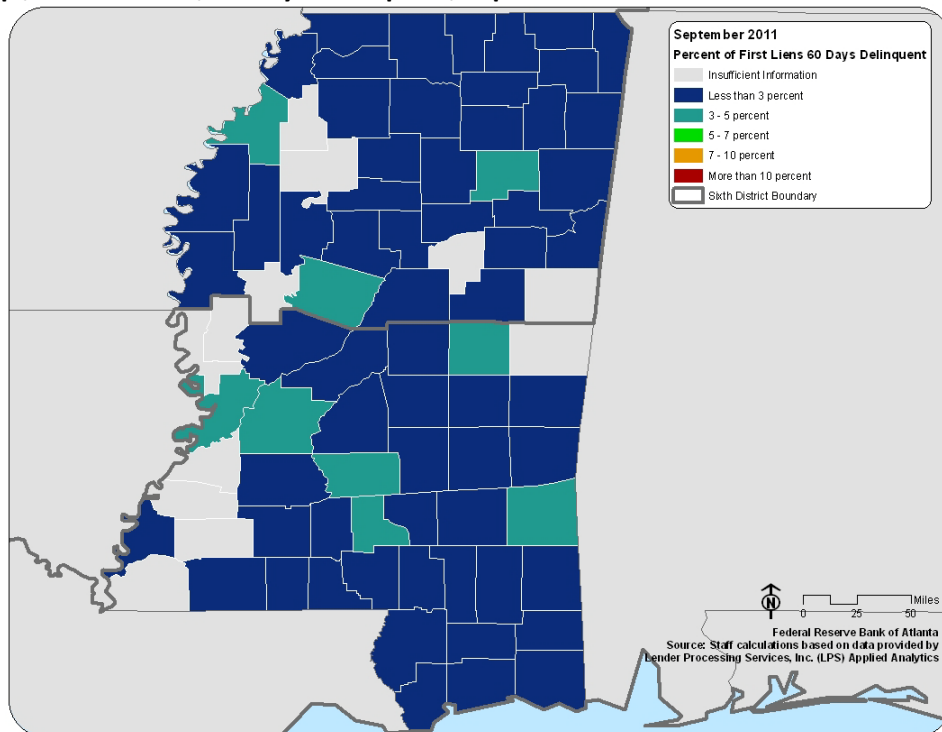 September 2011
Percent of First Liens 60 Days Delinquent
Insufficient Information
Less than 3 percent
3 - 5 percent
5 - 7 percent
7 - 10 percent
More than 10 percent
Sixth District Boundary
N
Miles
0 25 50
Federal Reserve Bank of Atlanta
Source: Staff calculations based on data provided by
Lender Processing Services, Inc. (LPS) Applied Analytics